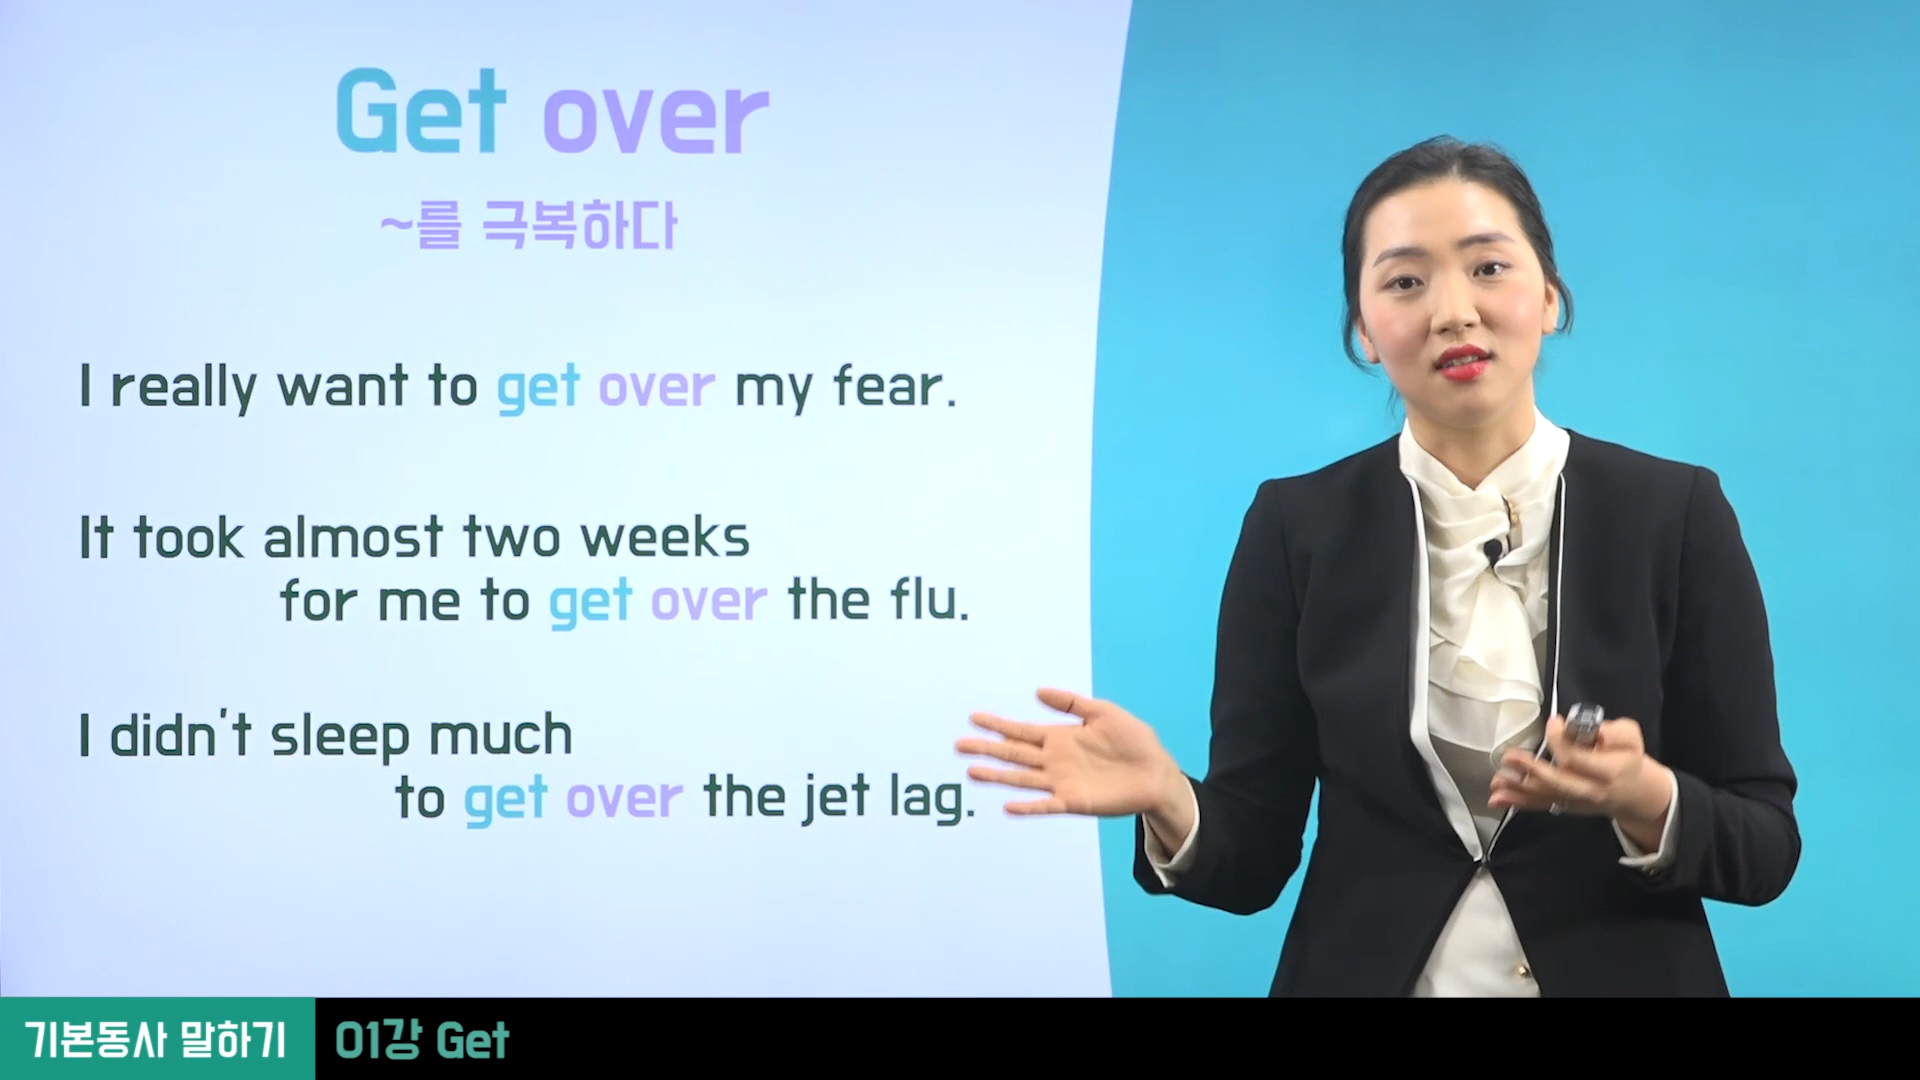 Get over
~를 극복하다
I really want to get over my fear.
It took almost two weeks
for me to get over the flu.
I didn't sleep much
to get over the jet lag.
기본동사 말하기
01강 Get